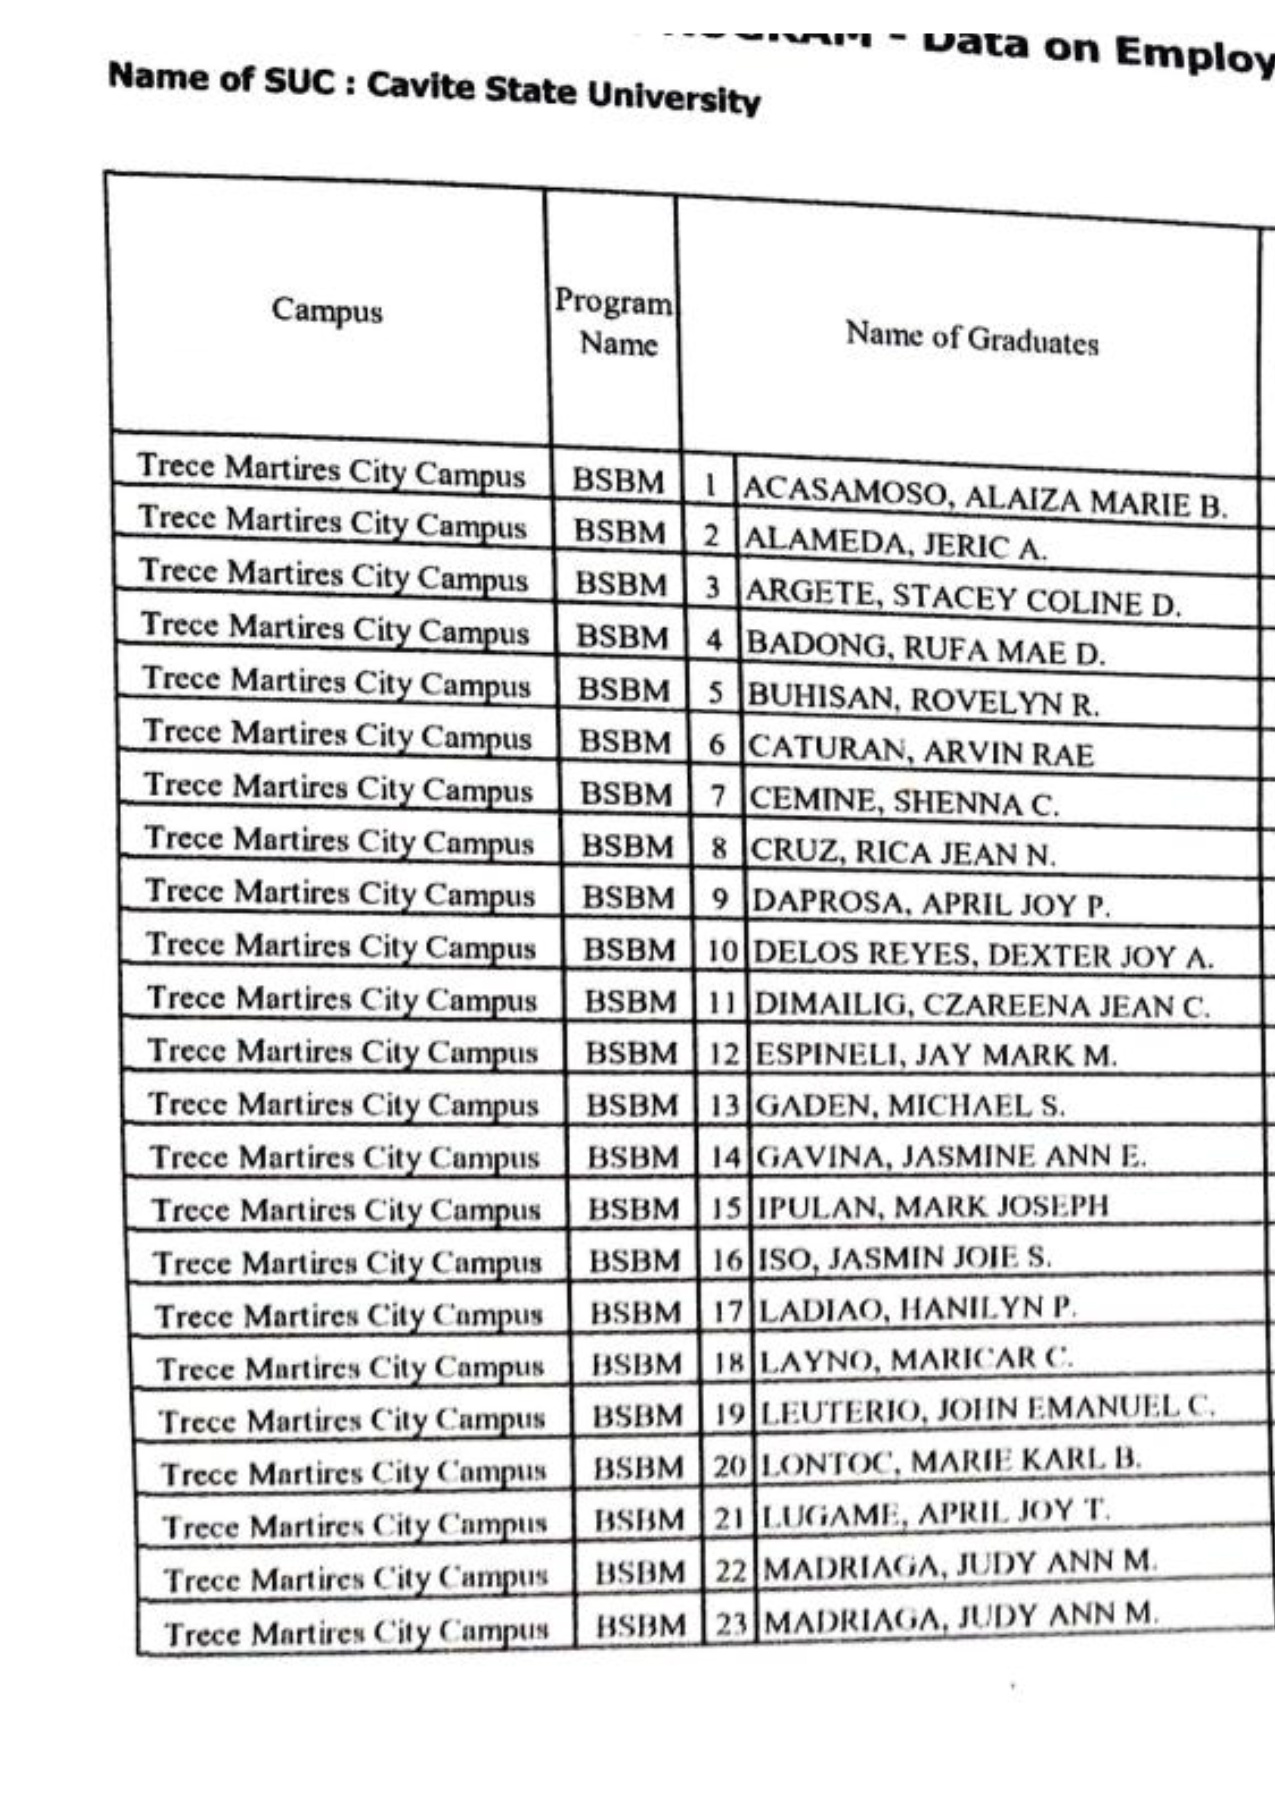 - Data on Employ
Name of SUC : Cavite State University
Campus
Program Name
Name of Graduates
Trece Martires City Campus BSBM 1 ACASAMOSO, ALAIZA MARIE B.
Trece Martires City Campus BSBM 2 ALAMEDA, JERIC A.
Trece Martires City Campus BSBM 3 ARGETE, STACEY COLINE D.
Trece Martires City Campus BSBM 4 BADONG, RUFA MAE D.
Trece Martires City Campus BSBM 5 BUHISAN, ROVELYN R.
Trece Martires City Campus BSBM 6 CATURAN, ARVIN RAE
Trece Martires City Campus BSBM 7 CEMINE, SHENNA C.
Trece Martires City Campus BSBM 8 CRUZ, RICA JEAN N.
Trece Martires City Campus BSBM 9 DAPROSA, APRIL JOY P.
Trece Martires City Campus BSBM 10 DELOS REYES, DEXTER JOY A.
Trece Martires City Campus BSBM 11 DIMAILIG, CZAREENA JEAN C.
Trece Martires City Campus BSBM 12 ESPINELI, JAY MARK M.
Trece Martires City Campus BSBM 13 GADEN, MICHAEL S.
Trece Martires City Campus BSBM 14 GAVINA, JASMINE ANN E.
Trece Martires City Campus BSBM 15 IPULAN, MARK JOSEPH
Trece Martires City Campus BSBM 16 ISO, JASMIN JOIE S.
Trece Martires City Campus BSBM 17 LADIAO, HANILYN P.
Trece Martires City Campus BSBM 18 LAYNO, MARICAR C.
Trece Martires City Campus BSBM 19 LEUTERIO, JOHN EMANUEL C.
Trece Martires City Campus BSBM 20 LONTOC, MARIE KARL B.
Trece Martires City Campus BSBM 21 LUGAME, APRIL JOY T.
Trece Martires City Campus BSBM 22 MADRIAGA, JUDY ANN M.
Trece Martires City Campus BSBM 23 MADRIAGA, JUDY ANN M.